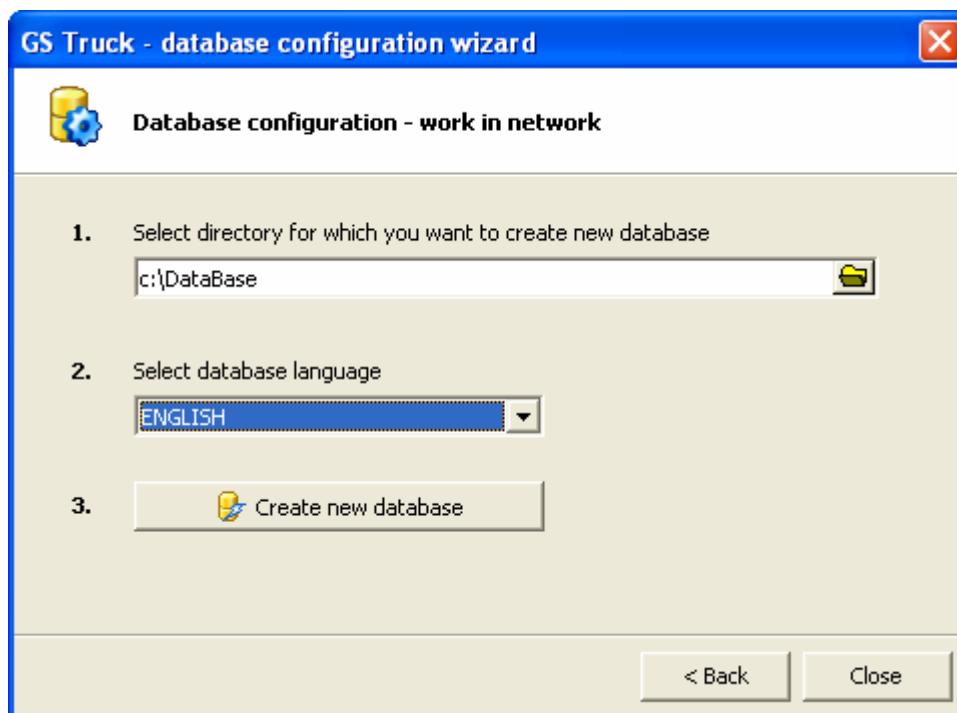 GS Truck - database configuration wizard
Database configuration - work in network
1. Select directory for which you want to create new database
c:\DataBase
2. Select database language
ENGLISH
3. Create new database
< Back Close